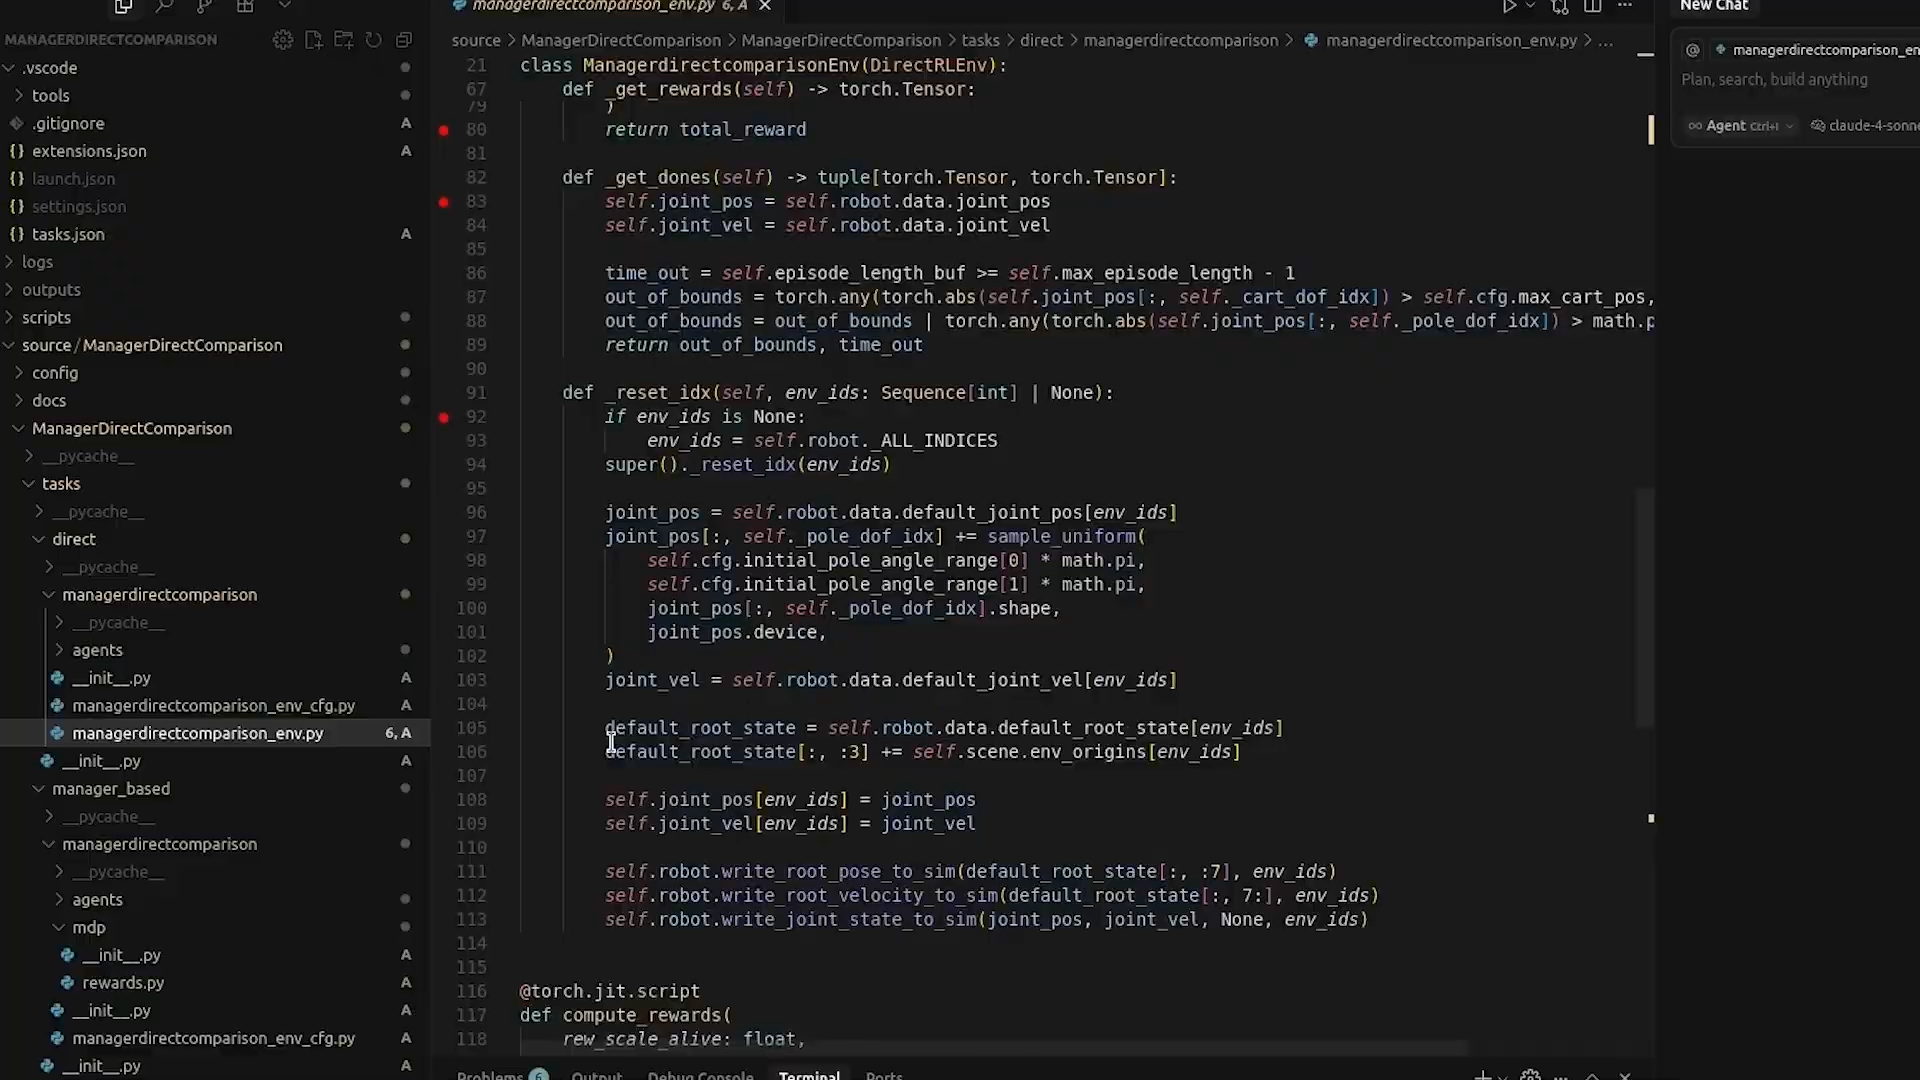 managerdirectcomparison_env.py 6, A
New Chat
MANAGERDIRECTCOMPARISON
.vscode
tools
.gitignore A
extensions.json A
launch.json
settings.json
tasks.json A
logs
outputs
scripts
source/ManagerDirectComparison
config
docs
ManagerDirectComparison
__pycache__
tasks
__pycache__
direct
__pycache__
managerdirectcomparison
__pycache__
agents
__init__.py A
managerdirectcomparison_env_cfg.py A
managerdirectcomparison_env.py 6, A
__init__.py A
manager_based
__pycache__
managerdirectcomparison
__pycache__
agents
mdp
__init__.py A
rewards.py A
__init__.py A
managerdirectcomparison_env_cfg.py A
__init__.py A
source > ManagerDirectComparison > ManagerDirectComparison > tasks > direct > managerdirectcomparison > managerdirectcomparison_env.py > ...
21 class ManagerdirectcomparisonEnv(DirectRLEnv):
67 def _get_rewards(self) -> torch.Tensor:
79 )
80 return total_reward
81
82 def _get_dones(self) -> tuple[torch.Tensor, torch.Tensor]:
83 self.joint_pos = self.robot.data.joint_pos
84 self.joint_vel = self.robot.data.joint_vel
85
86 time_out = self.episode_length_buf >= self.max_episode_length - 1
87 out_of_bounds = torch.any(torch.abs(self.joint_pos[:, self._cart_dof_idx]) > self.cfg.max_cart_pos,
88 out_of_bounds = out_of_bounds | torch.any(torch.abs(self.joint_pos[:, self._pole_dof_idx]) > math.p
89 return out_of_bounds, time_out
90
91 def _reset_idx(self, env_ids: Sequence[int] | None):
92 if env_ids is None:
93 env_ids = self.robot._ALL_INDICES
94 super()._reset_idx(env_ids)
95
96 joint_pos = self.robot.data.default_joint_pos[env_ids]
97 joint_pos[:, self._pole_dof_idx] += sample_uniform(
98 self.cfg.initial_pole_angle_range[0] * math.pi,
99 self.cfg.initial_pole_angle_range[1] * math.pi,
100 joint_pos[:, self._pole_dof_idx].shape,
101 joint_pos.device,
102 )
103 joint_vel = self.robot.data.default_joint_vel[env_ids]
104
105 default_root_state = self.robot.data.default_root_state[env_ids]
106 default_root_state[:, :3] += self.scene.env_origins[env_ids]
107
108 self.joint_pos[env_ids] = joint_pos
109 self.joint_vel[env_ids] = joint_vel
110
111 self.robot.write_root_pose_to_sim(default_root_state[:, :7], env_ids)
112 self.robot.write_root_velocity_to_sim(default_root_state[:, 7:], env_ids)
113 self.robot.write_joint_state_to_sim(joint_pos, joint_vel, None, env_ids)
114
115
116 @torch.jit.script
117 def compute_rewards(
118 rew_scale_alive: float,
Problems 6 Output Debug Console Terminal Ports
@ managerdirectcomparison_en
Plan, search, build anything
∞ Agent Ctrl+I claude-4-sonne